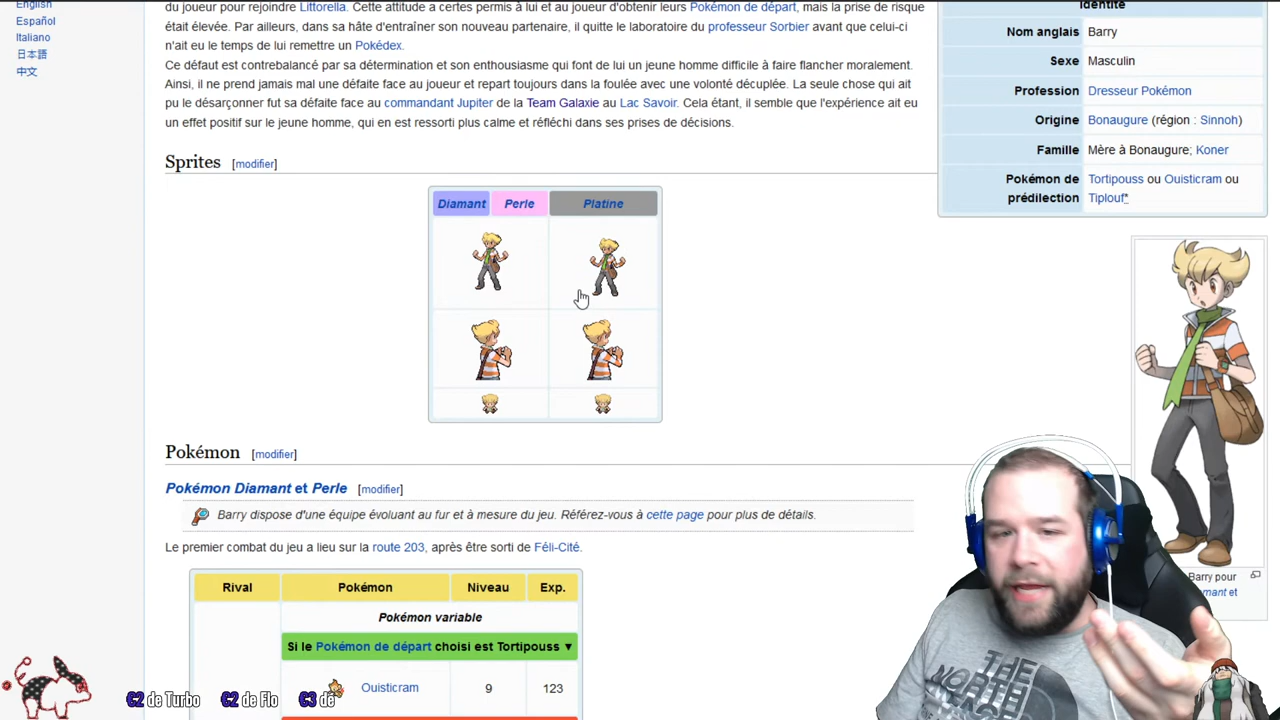 English
Español
Italiano
日本語
中文
du joueur pour rejoindre Littorella. Cette attitude a certes permis à lui et au joueur d'obtenir leurs Pokémon de départ, mais la prise de risque
était élevée. Par ailleurs, dans sa hâte d'entraîner son nouveau partenaire, il quitte le laboratoire du professeur Sorbier avant que celui-ci
n'ait eu le temps de lui remettre un Pokédex.
Ce défaut est contrebalancé par sa détermination et son enthousiasme qui font de lui un jeune homme difficile à faire flancher moralement.
Ainsi, il ne prend jamais mal une défaite face au joueur et repart toujours dans la foulée avec une volonté décuplée. La seule chose qui ait
pu le désarçonner fut sa défaite face au commandant Jupiter de la Team Galaxie au Lac Savoir. Cela étant, il semble que l'expérience ait eu
un effet positif sur le jeune homme, qui en est ressorti plus calme et réfléchi dans ses prises de décisions.
Identité
Nom anglais Barry
Sexe Masculin
Profession Dresseur Pokémon
Origine Bonaugure (région : Sinnoh)
Famille Mère à Bonaugure; Koner
Pokémon de prédilection Tortipouss ou Ouisticram ou
Tiplouf*
Sprites [modifier]
Diamant Perle Platine
Pokémon [modifier]
Pokémon Diamant et Perle [modifier]
Barry dispose d'une équipe évoluant au fur et à mesure du jeu. Référez-vous à cette page pour plus de détails.
Le premier combat du jeu a lieu sur la route 203, après être sorti de Féli-Cité.
Rival Pokémon Niveau Exp.
Pokémon variable
Si le Pokémon de départ choisi est Tortipouss ▼
Ouisticram 9 123
Barry pour
et
THE
NORTH
C2 de Turbo C2 de Flo C3 de